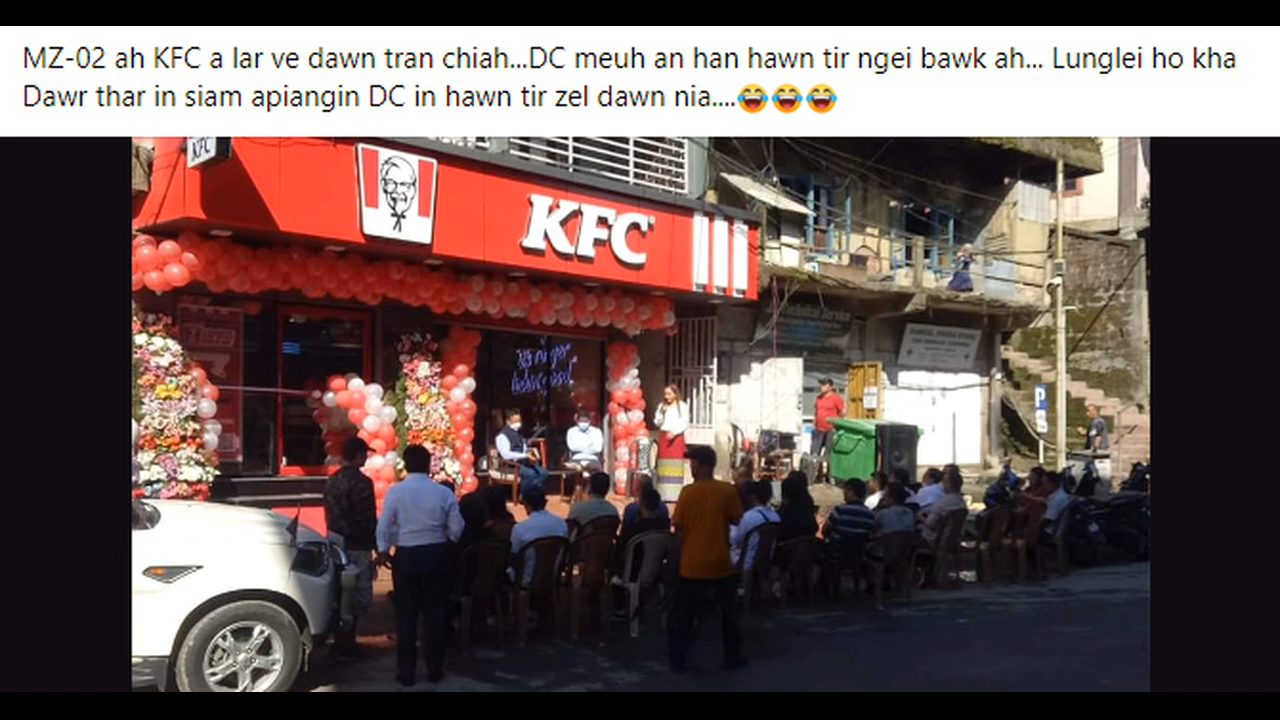 MZ-02 ah KFC a lar ve dawn tran chiah...DC meuh an han hawn tir ngei bawk ah... Lunglei ho kha
Dawr thar in siam apiangin DC in hawn tir zel dawn nia....😂😂😂
KFC
KFC
P